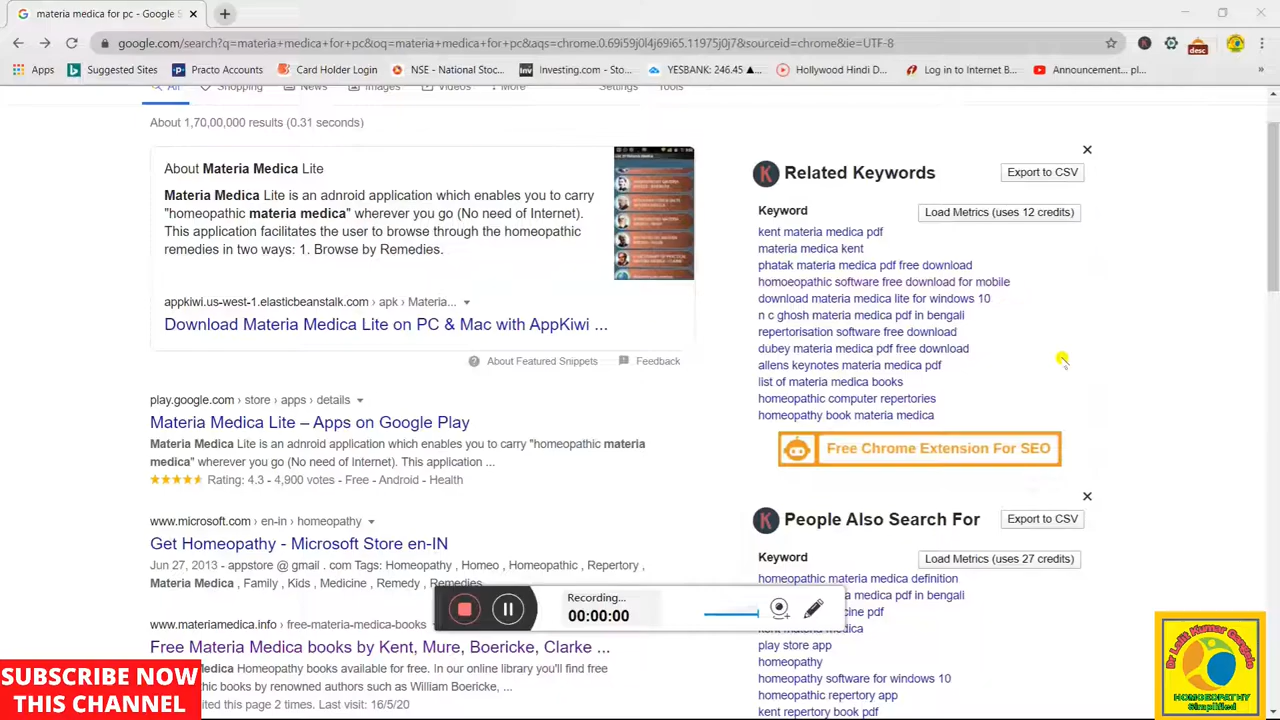 materia medica for pc - Google S
google.com/search?q=materia+medica+for+pc&oq=materia+medica+for+pc&aqs=chrome.0.69i59j0l4j69i65.11975j0j7&sourceid=chrome&ie=UTF-8
desc
Apps
Suggested Sites
Practo Accounts
Card Holder Login
NSE - National Stoc...
Inv
Investing.com - Sto...
YESBANK: 246.45
Hollywood Hindi D...
Log in to Internet B...
Announcement... pl...
»
All
Shopping
News
Images
Videos
More
Settings
Tools
About 1,70,00,000 results (0.31 seconds)
About Materia Medica Lite
Materia Medica Lite is an adnroid application which enables you to carry
"homeopathic materia medica" wherever you go (No need of Internet).
This application facilitates the user to browse through the homeopathic
remedies in two ways: Browse by remedies.
appkiwi.us-west-1.elasticbeanstalk.com › apk › Materia...
Download Materia Medica Lite on PC & Mac with AppKiwi ...
About Featured Snippets
Feedback
play.google.com › store › apps › details
Materia Medica Lite – Apps on Google Play
Materia Medica Lite is an adnroid application which enables you to carry "homeopathic materia
medica" wherever you go (No need of Internet). This application ...
Rating: 4.3 - 4,900 votes - Free - Android - Health
www.microsoft.com › en-in › homeopathy
Get Homeopathy - Microsoft Store en-IN
Jun 27, 2013 - appstore @ gmail . com Tags: Homeopathy , Homeo , Homeopathic , Repertory ,
Materia Medica , Family , Kids , Medicine , Remedy , Remedies
www.materiamedica.info › free-materia-medica-books
Free Materia Medica books by Kent, Mure, Boericke, Clarke ...
Medica Homeopathy books available for free. In our online library you'll find free
books by renowned authors such as William Boericke, ...
page 2 times. Last visit: 16/5/20
K
Related Keywords
Export to CSV
Keyword
Load Metrics (uses 12 credits)
kent materia medica pdf
materia medica kent
phatak materia medica pdf free download
homoeopathic software free download for mobile
download materia medica lite for windows 10
n c ghosh materia medica pdf in bengali
repertorisation software free download
dubey materia medica pdf free download
allens keynotes materia medica pdf
list of materia medica books
homeopathic computer repertories
homeopathy book materia medica
Free Chrome Extension For SEO
K
People Also Search For
Export to CSV
Keyword
Load Metrics (uses 27 credits)
homeopathic materia medica definition
medica pdf in bengali
pdf
kent materia medica
play store app
homeopathy
homeopathy software for windows 10
homeopathic repertory app
kent repertory book pdf
Recording...
00:00:00
SUBSCRIBE NOW
THIS CHANNEL
HOMOEOPATHY
Simplified